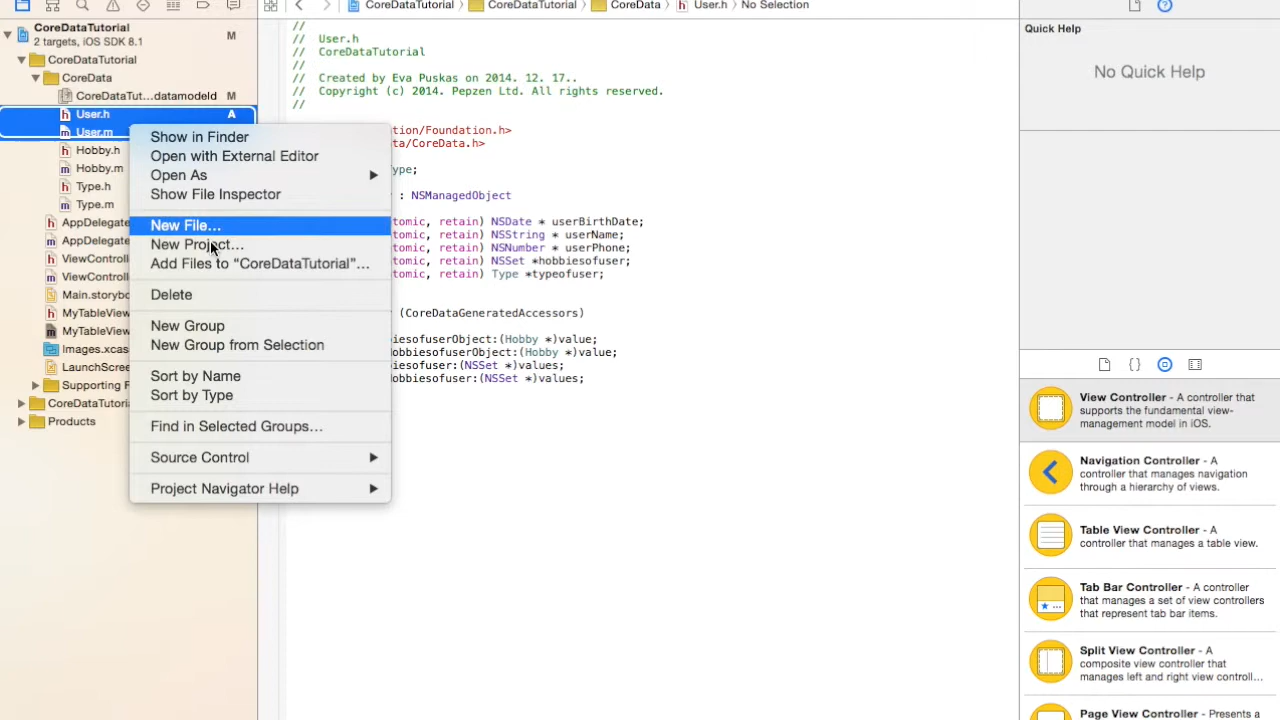 CoreDataTutorial
CoreDataTutorial
CoreData
User.h
No Selection
CoreDataTutorial
M
2 targets, iOS SDK 8.1
CoreDataTutorial
CoreData
CoreDataTut...datamodeld
M
User.h
A
User.m
Hobby.h
Hobby.m
Type.h
Type.m
AppDelegate
AppDelegate
ViewControl
ViewControl
Main.storybo
MyTableView
MyTableView
Images.xcas
LaunchScree
Supporting F
CoreDataTutoria
Products
Show in Finder
Open with External Editor
Open As
Show File Inspector
New File...
New Project...
Add Files to “CoreDataTutorial”...
Delete
New Group
New Group from Selection
Sort by Name
Sort by Type
Find in Selected Groups...
Source Control
Project Navigator Help
//
// User.h
// CoreDataTutorial
//
// Created by Eva Puskas on 2014. 12. 17..
// Copyright (c) 2014. Pepzen Ltd. All rights reserved.
//
tion/Foundation.h>
ta/CoreData.h>
ype;
: NSManagedObject
tomic, retain) NSDate * userBirthDate;
tomic, retain) NSString * userName;
tomic, retain) NSNumber * userPhone;
tomic, retain) NSSet *hobbiesofuser;
tomic, retain) Type *typeofuser;
(CoreDataGeneratedAccessors)
iesofuserObject:(Hobby *)value;
obbiesofuserObject:(Hobby *)value;
iesofuser:(NSSet *)values;
obbiesofuser:(NSSet *)values;
Quick Help
No Quick Help
{}
View Controller - A controller that
supports the fundamental view-
management model in iOS.
Navigation Controller - A
controller that manages navigation
through a hierarchy of views.
Table View Controller - A
controller that manages a table view.
Tab Bar Controller - A controller
that manages a set of view controllers
that represent tab bar items.
Split View Controller - A
composite view controller that
manages left and right view controll...
Page View Controller - Presents a